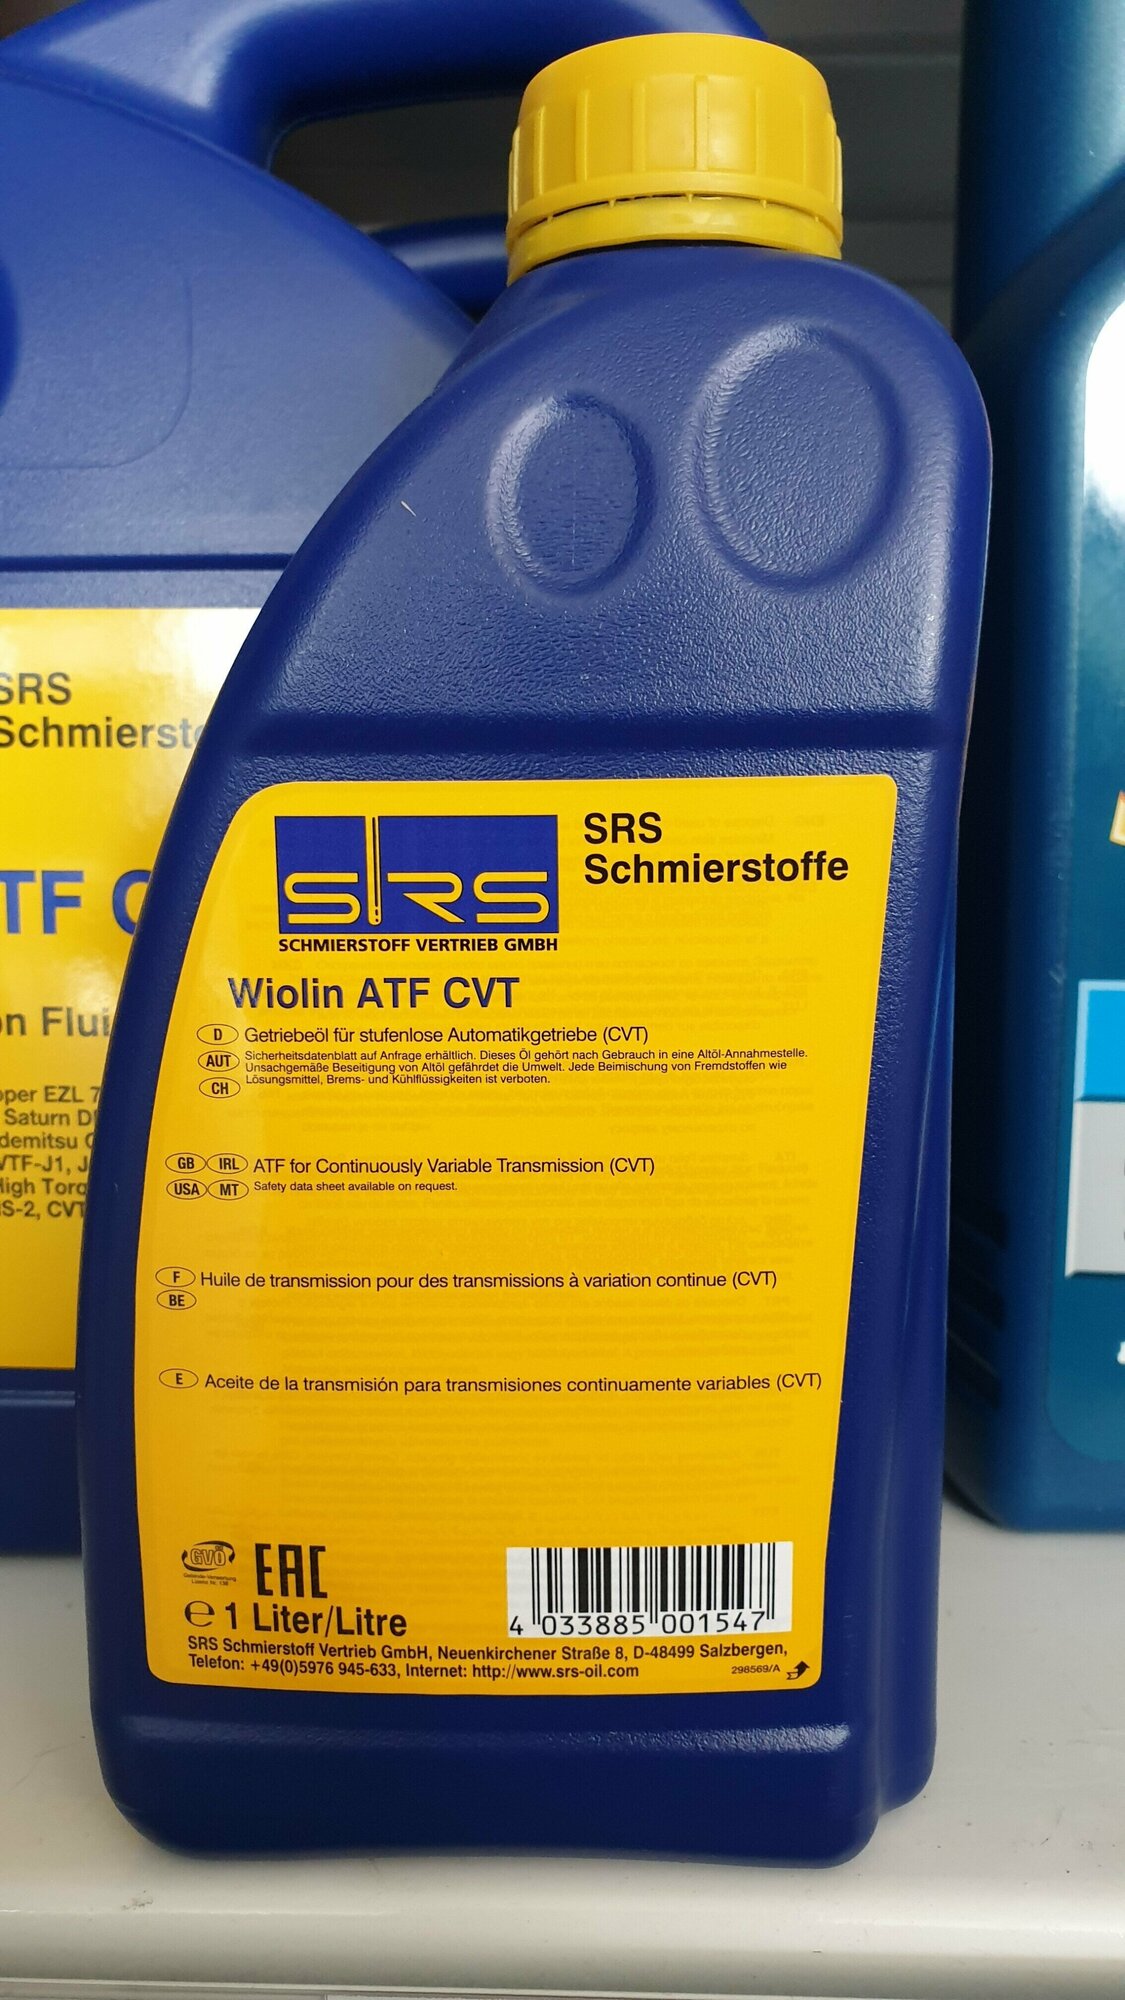 SRS
Schmierst
TF C
on Flui
pper EZL 7
Saturn D
demitsu
VTF-J1, J
High Torq
S-2, CVT
SRS
SCHMIERSTOFF VERTRIEB GMBH
SRS
Schmierstoffe
Wiolin ATF CVT
D Getriebeöl für stufenlose Automatikgetriebe (CVT)
AUT Sicherheitsdatenblatt auf Anfrage erhältlich. Dieses Öl gehört nach Gebrauch in eine Altöl-Annahmestelle.
Unsachgemäße Beseitigung von Altöl gefährdet die Umwelt. Jede Beimischung von Fremdstoffen wie
CH Lösungsmittel, Brems- und Kühlflüssigkeiten ist verboten.
GB IRL ATF for Continuously Variable Transmission (CVT)
USA MT Safety data sheet available on request.
F Huile de transmission pour des transmissions à variation continue (CVT)
BE
E Aceite de la transmisión para transmisiones continuamente variables (CVT)
GVÖ
EAC
℮ 1 Liter/Litre
4 033885 001547
SRS Schmierstoff Vertrieb GmbH, Neuenkirchener Straße 8, D-48499 Salzbergen,
Telefon: +49(0)5976 945-633, Internet: http://www.srs-oil.com
298569/A